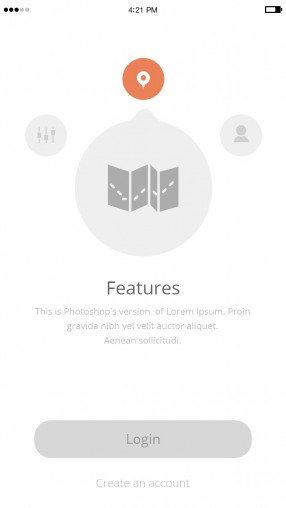 4:21 PM
Features
This is Photoshop's version of Lorem Ipsum. Proin
gravida nibh vel velit auctor aliquet.
Aenean sollicitudi.
Login
Create an account